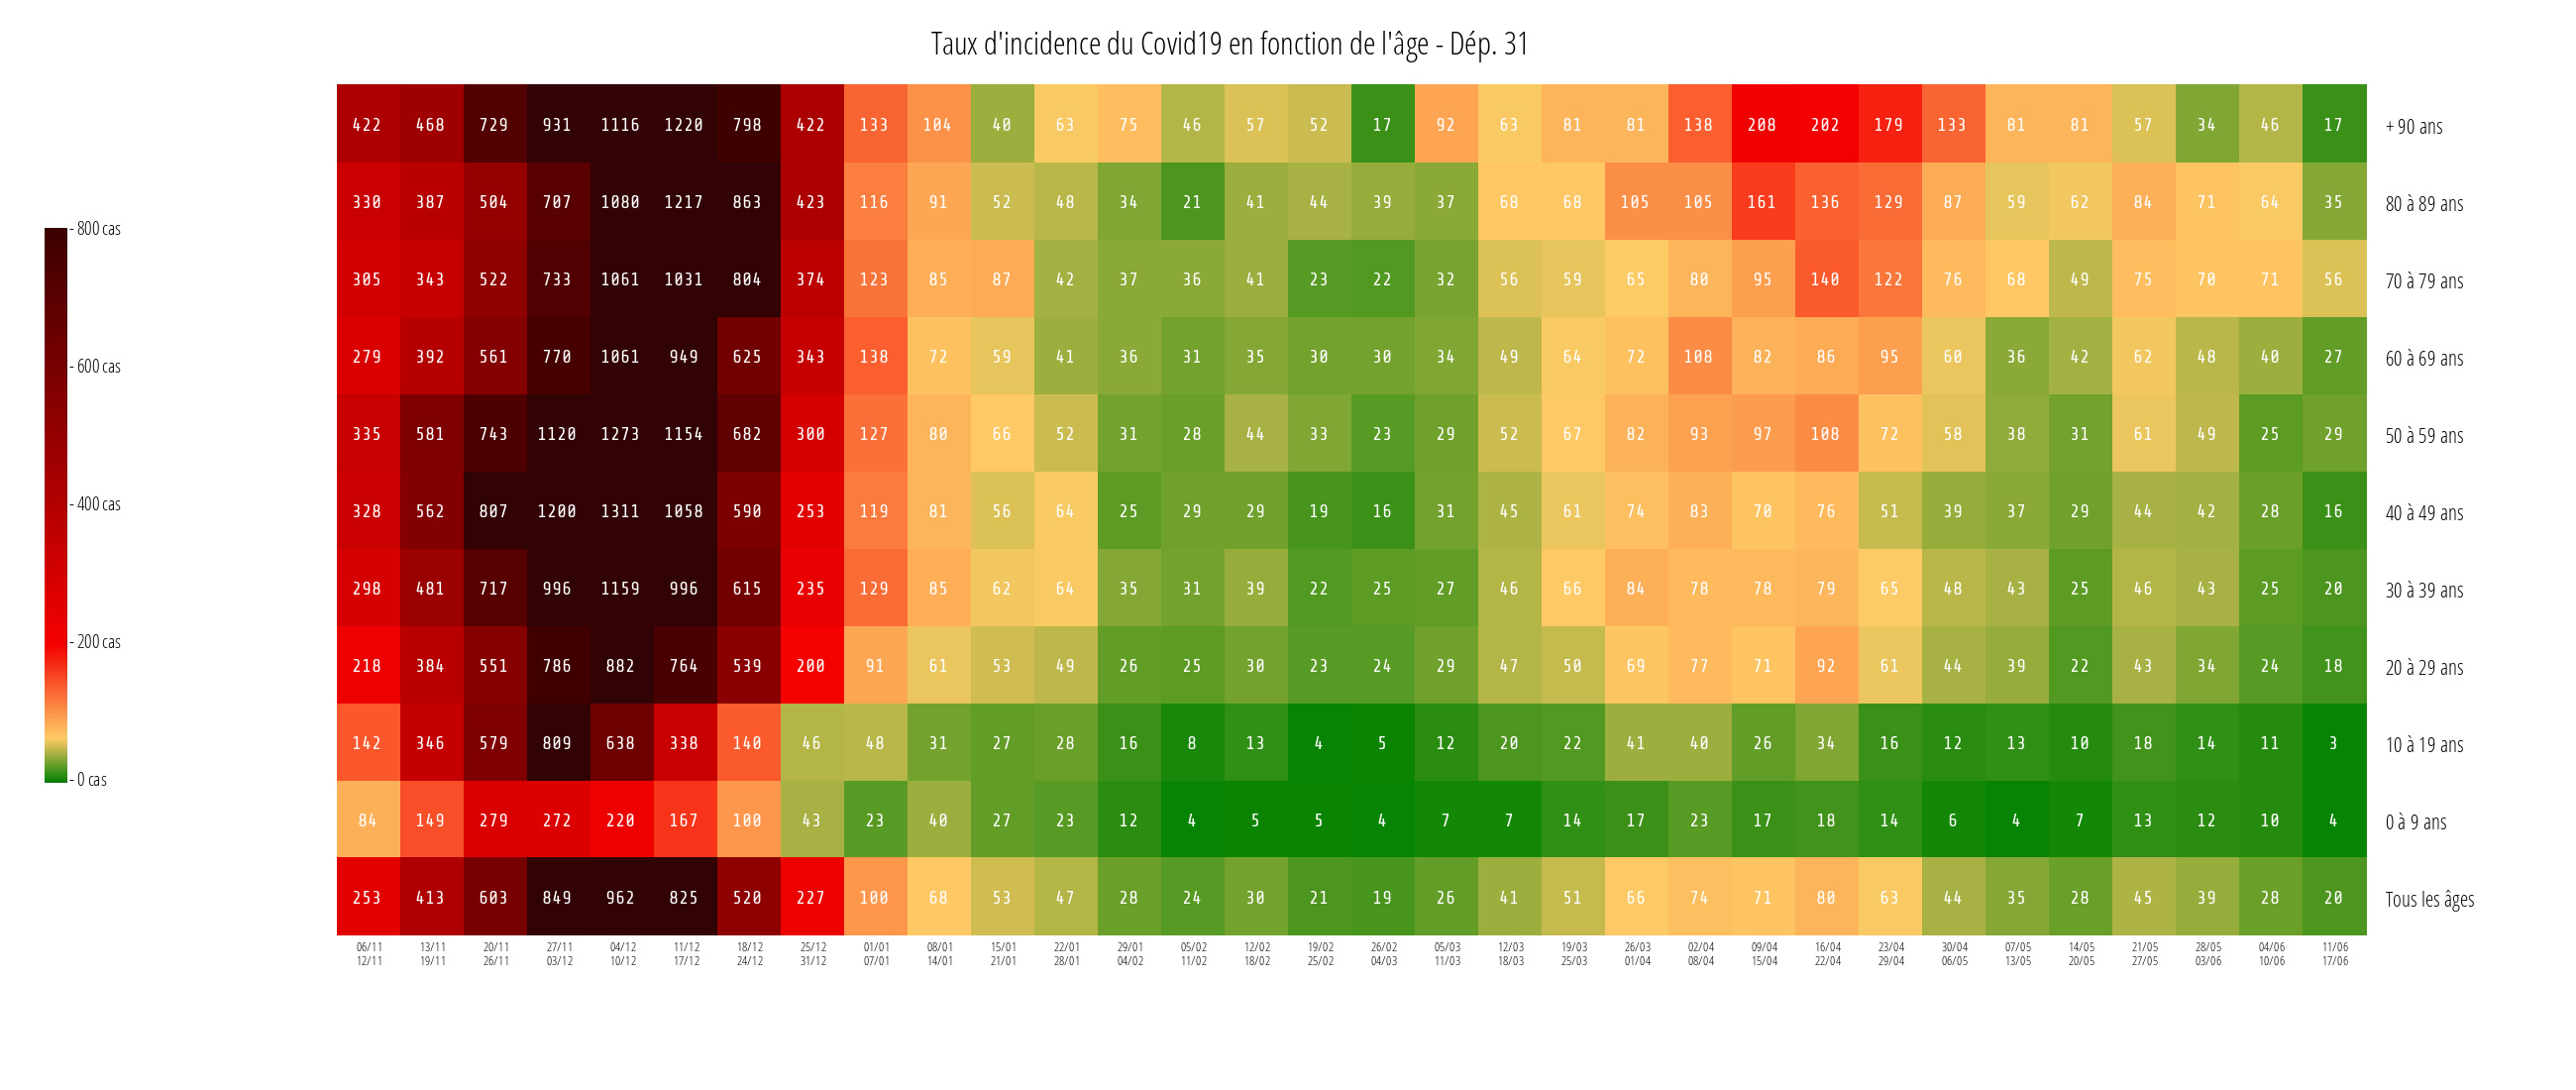 Taux d'incidence du Covid19 en fonction de l'âge - Dép. 31
422 468 729 931 1116 1220 798 422 133 104 40 63 75 46 57 52 17 92 63 81 81 138 208 202 179 133 81 81 57 34 46 17 + 90 ans
330 387 504 707 1080 1217 863 423 116 91 52 48 34 21 41 44 39 37 68 68 105 105 161 136 129 87 59 62 84 71 64 35 80 à 89 ans
- 800 cas
305 343 522 733 1061 1031 804 374 123 85 87 42 37 36 41 23 22 32 56 59 65 80 95 140 122 76 68 49 75 70 71 56 70 à 79 ans
279 392 561 770 1061 949 625 343 138 72 59 41 36 31 35 30 30 34 49 64 72 108 82 86 95 60 36 42 62 48 40 27 60 à 69 ans
- 600 cas
335 581 743 1120 1273 1154 682 300 127 80 66 52 31 28 44 33 23 29 52 67 82 93 97 108 72 58 38 31 61 49 25 29 50 à 59 ans
- 400 cas
328 562 807 1200 1311 1058 590 253 119 81 56 64 25 29 29 19 16 31 45 61 74 83 70 76 51 39 37 29 44 42 28 16 40 à 49 ans
298 481 717 996 1159 996 615 235 129 85 62 64 35 31 39 22 25 27 46 66 84 78 78 79 65 48 43 25 46 43 25 20 30 à 39 ans
- 200 cas
218 384 551 786 882 764 539 200 91 61 53 49 26 25 30 23 24 29 47 50 69 77 71 92 61 44 39 22 43 34 24 18 20 à 29 ans
142 346 579 809 638 338 140 46 48 31 27 28 16 8 13 4 5 12 20 22 41 40 26 34 16 12 13 10 18 14 11 3 10 à 19 ans
- 0 cas
84 149 279 272 220 167 100 43 23 40 27 23 12 4 5 5 4 7 7 14 17 23 17 18 14 6 4 7 13 12 10 4 0 à 9 ans
253 413 603 849 962 825 520 227 100 68 53 47 28 24 30 21 19 26 41 51 66 74 71 80 63 44 35 28 45 39 28 20 Tous les âges
06/11 13/11 20/11 27/11 04/12 11/12 18/12 25/12 01/01 08/01 15/01 22/01 29/01 05/02 12/02 19/02 26/02 05/03 12/03 19/03 26/03 02/04 09/04 16/04 23/04 30/04 07/05 14/05 21/05 28/05 04/06 11/06
12/11 19/11 26/11 03/12 10/12 17/12 24/12 31/12 07/01 14/01 21/01 28/01 04/02 11/02 18/02 25/02 04/03 11/03 18/03 25/03 01/04 08/04 15/04 22/04 29/04 06/05 13/05 20/05 27/05 03/06 10/06 17/06